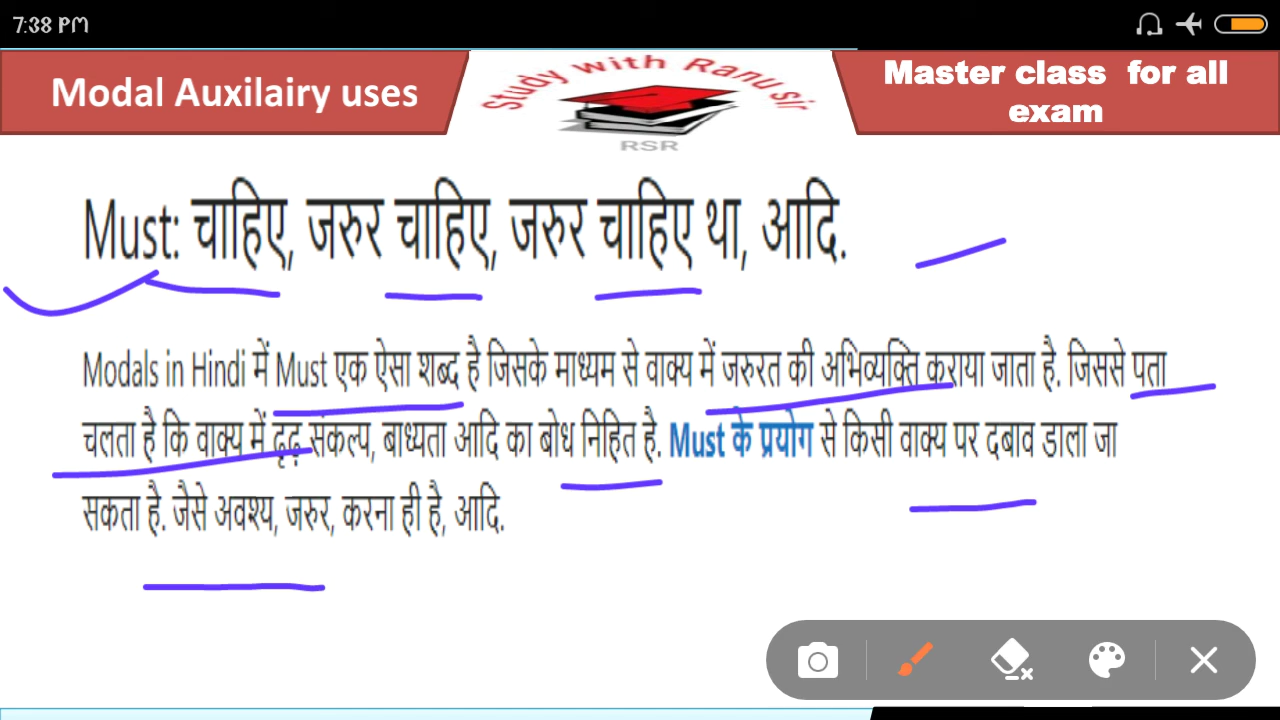 7:38 PM
Modal Auxilairy uses
Study with Ranu sir
RSR
Master class for all
exam
Must: चाहिए, जरुर चाहिए, जरुर चाहिए था, आदि.
Modals in Hindi में Must एक ऐसा शब्द है जिसके माध्यम से वाक्य में जरुरत की अभिव्यक्ति कराया जाता है. जिससे पता
चलता है कि वाक्य में दृढ़ संकल्प, बाध्यता आदि का बोध निहित है. Must के प्रयोग से किसी वाक्य पर दबाव डाला जा
सकता है. जैसे अवश्य, जरुर, करना ही है, आदि.